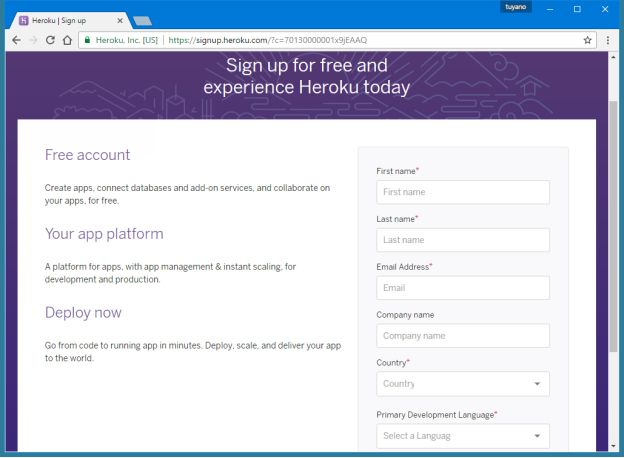 tuyano
Heroku | Sign up
Heroku, Inc. [US]
https://signup.heroku.com/?c=70130000001x9jEAAQ
Sign up for free and
experience Heroku today
Free account
Create apps, connect databases and add-on services, and collaborate on
your apps, for free.
Your app platform
A platform for apps, with app management & instant scaling, for
development and production.
Deploy now
Go from code to running app in minutes. Deploy, scale, and deliver your app
to the world.
First name*
First name
Last name*
Last name
Email Address*
Email
Company name
Company name
Country*
Country
Primary Development Language*
Select a Languag